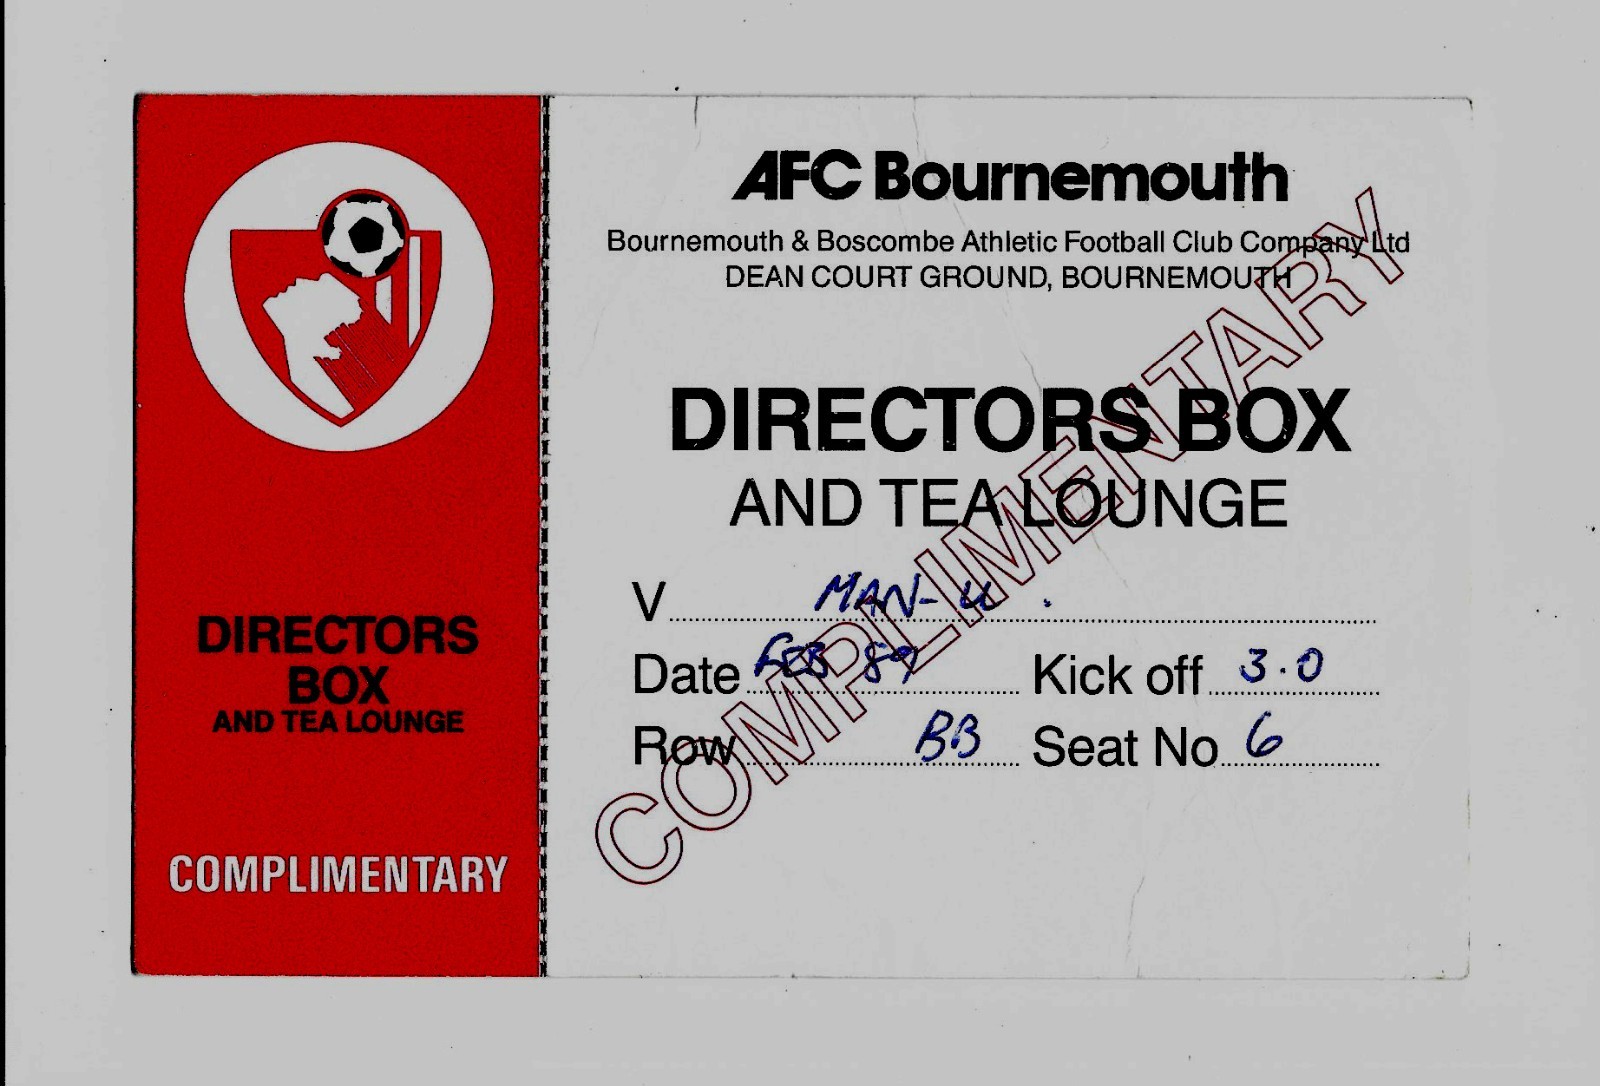 DIRECTORS
BOX
AND TEA LOUNGE
COMPLIMENTARY
AFC Bournemouth
Bournemouth & Boscombe Athletic Football Club Company Ltd
DEAN COURT GROUND, BOURNEMOUTH
DIRECTORS BOX
AND TEA LOUNGE
V MAN-U.
Date FEB 89 Kick off 3.0
Row BB Seat No 6
COMPLIMENTARY